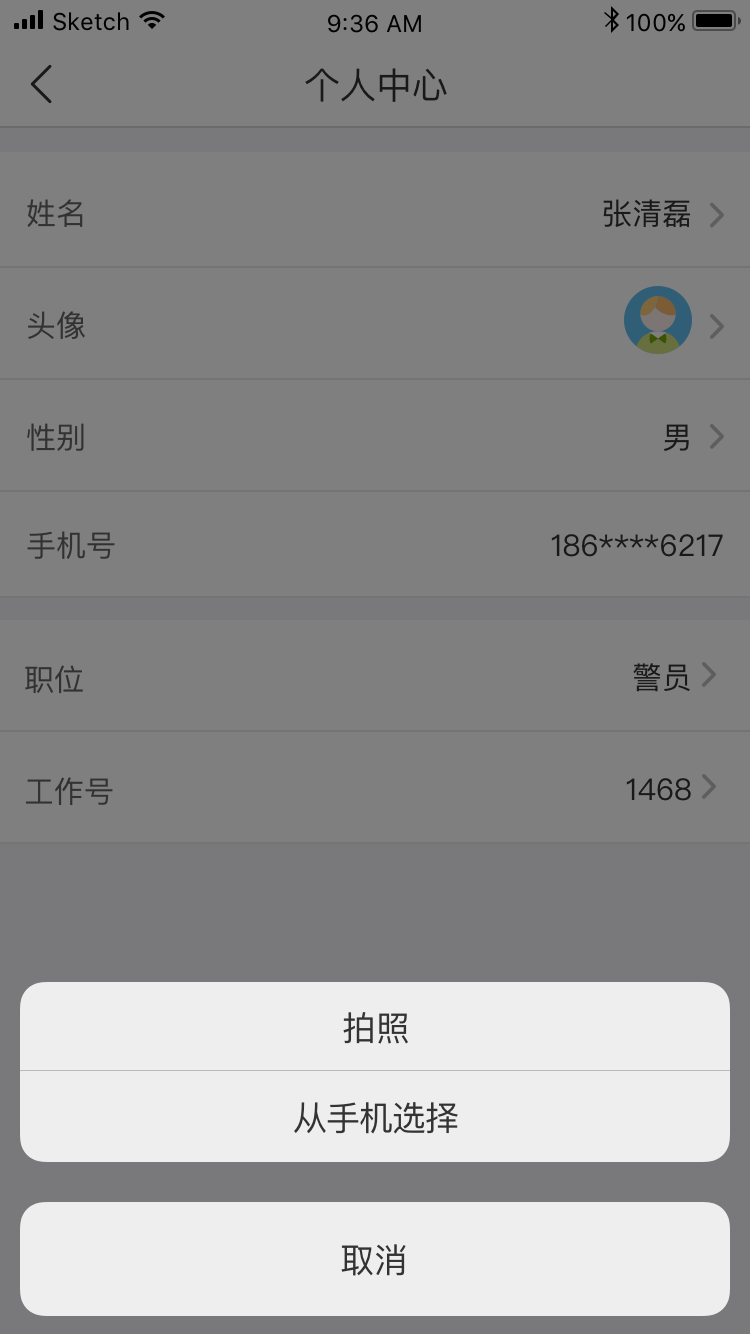 Sketch 9:36 AM 100%
个人中心
姓名 张清磊
头像
性别 男
手机号 186****6217
职位 警员
工作号 1468
拍照
从手机选择
取消